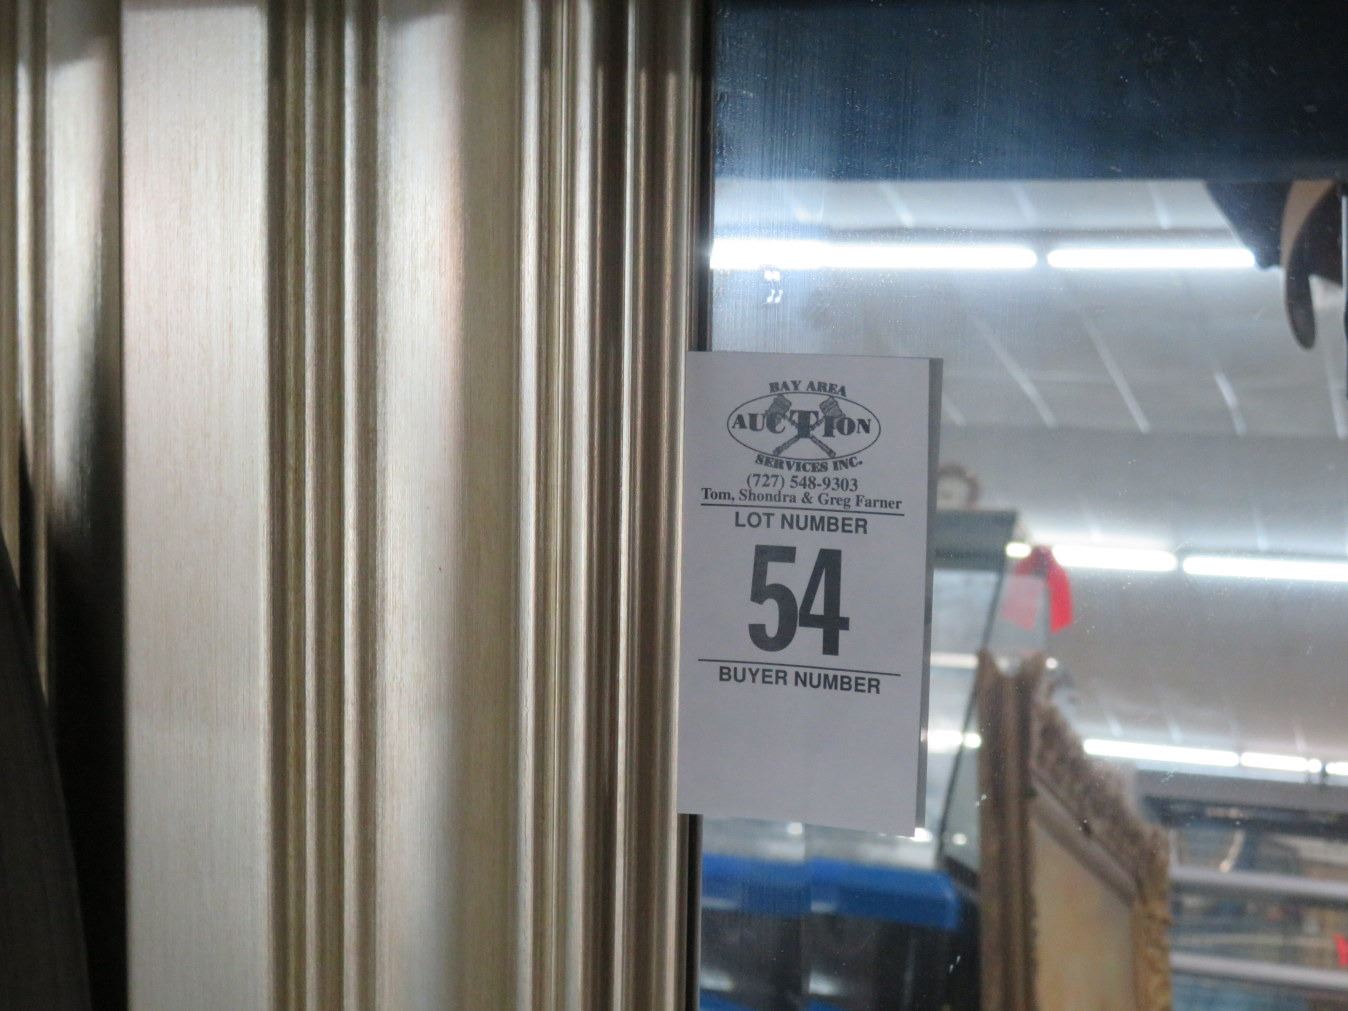 BAY AREA
AUCTION
SERVICES INC.
(727) 548-9303
Tom, Shondra & Greg Farner
LOT NUMBER
54
BUYER NUMBER